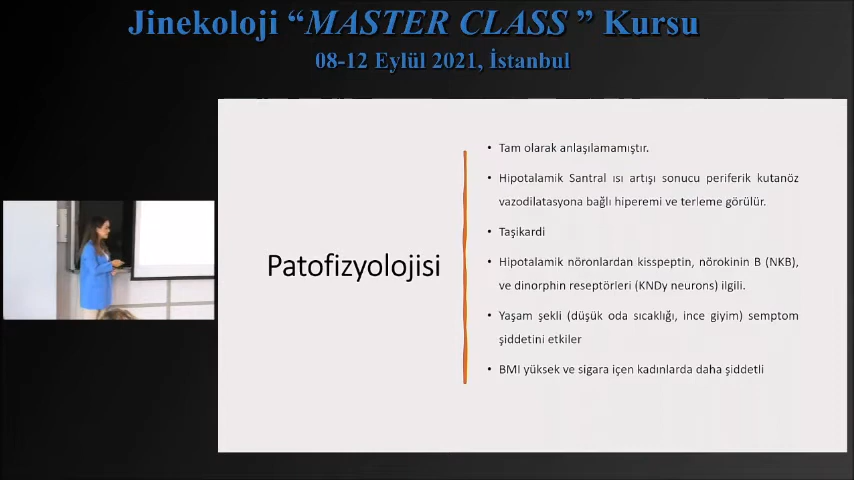 Jinekoloji “MASTER CLASS ” Kursu
08-12 Eylül 2021, İstanbul
Patofizyolojisi
• Tam olarak anlaşılamamıştır.
• Hipotalamik Santral ısı artışı sonucu periferik kutanöz
vazodilatasyona bağlı hiperemi ve terleme görülür.
• Taşikardi
• Hipotalamik nöronlardan kisspeptin, nörokinin B (NKB),
ve dinorphin reseptörleri (KNDy neurons) ilgili.
• Yaşam şekli (düşük oda sıcaklığı, ince giyim) semptom
şiddetini etkiler
• BMI yüksek ve sigara içen kadınlarda daha şiddetli